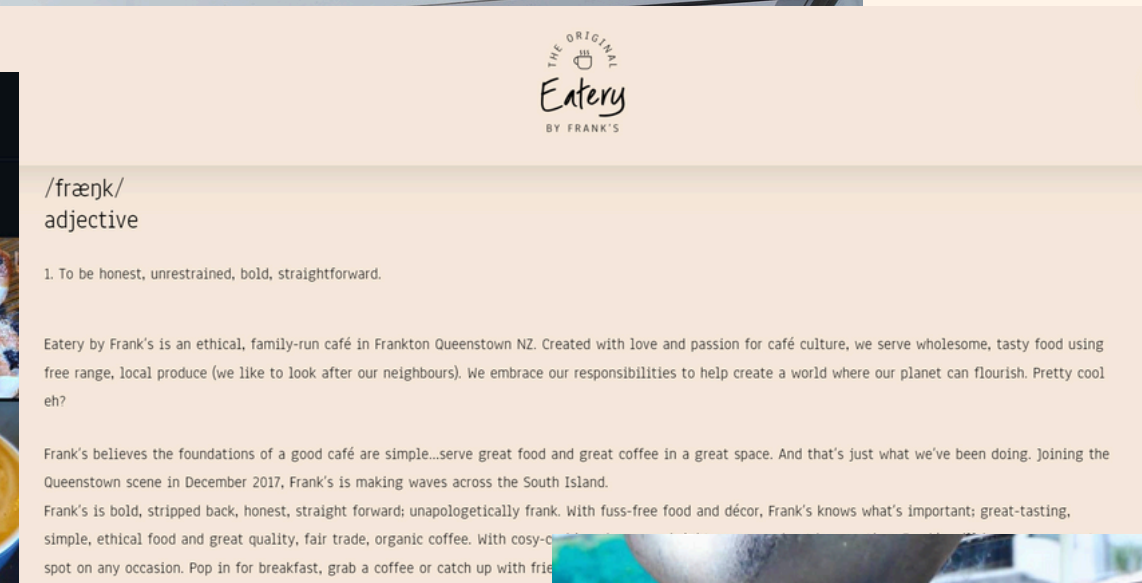 THE ORIGINAL
Eatery
BY FRANK'S
/fræŋk/
adjective
1. To be honest, unrestrained, bold, straightforward.
Eatery by Frank's is an ethical, family-run café in Frankton Queenstown NZ. Created with love and passion for café culture, we serve wholesome, tasty food using
free range, local produce (we like to look after our neighbours). We embrace our responsibilities to help create a world where our planet can flourish. Pretty cool
eh?
Frank's believes the foundations of a good café are simple...serve great food and great coffee in a great space. And that's just what we've been doing. Joining the
Queenstown scene in December 2017, Frank's is making waves across the South Island.
Frank's is bold, stripped back, honest, straight forward; unapologetically frank. With fuss-free food and décor, Frank's knows what's important; great-tasting,
simple, ethical food and great quality, fair trade, organic coffee. With
spot on any occasion. Pop in for breakfast, grab a coffee or catch up with